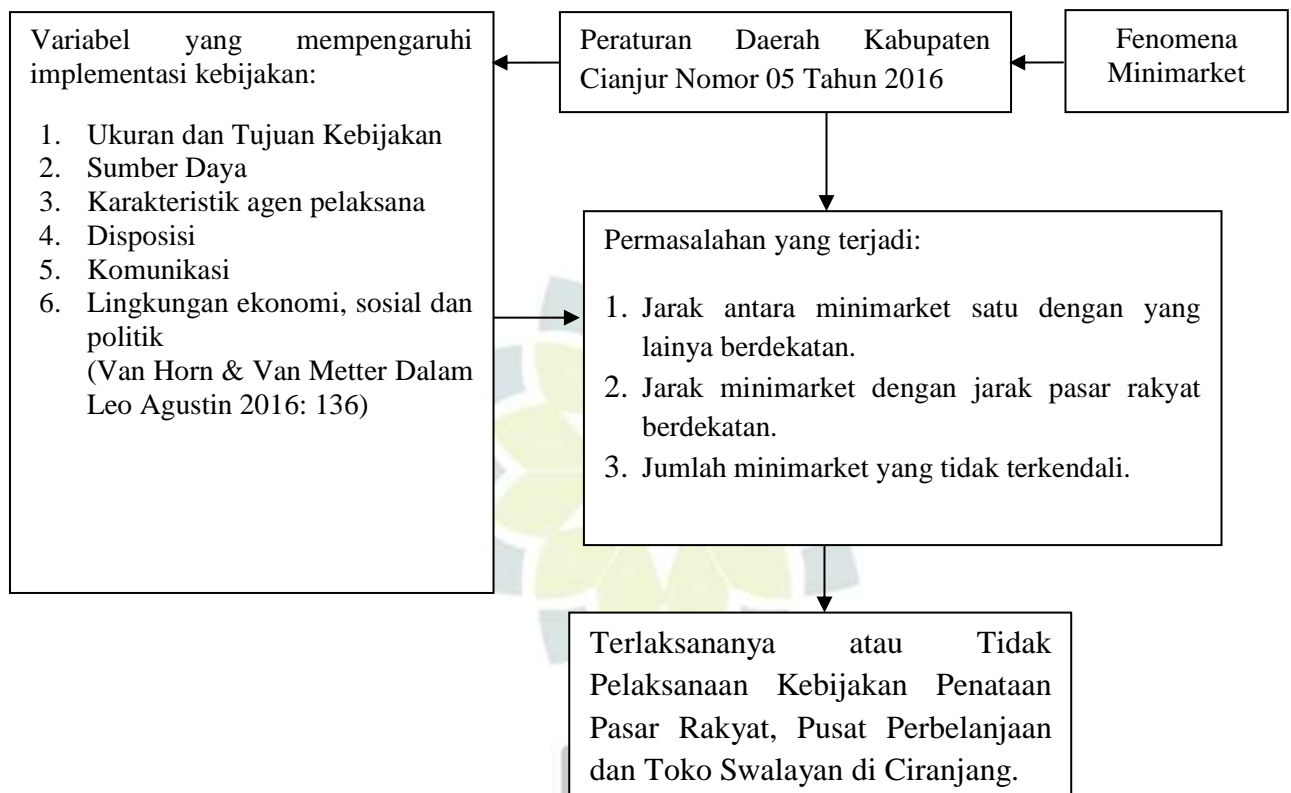 Variabel yang mempengaruhi
implementasi kebijakan:
1. Ukuran dan Tujuan Kebijakan
2. Sumber Daya
3. Karakteristik agen pelaksana
4. Disposisi
5. Komunikasi
6. Lingkungan ekonomi, sosial dan
politik
(Van Horn & Van Metter Dalam
Leo Agustin 2016: 136)
Peraturan Daerah Kabupaten
Cianjur Nomor 05 Tahun 2016
Fenomena
Minimarket
Permasalahan yang terjadi:
1. Jarak antara minimarket satu dengan yang
lainya berdekatan.
2. Jarak minimarket dengan jarak pasar rakyat
berdekatan.
3. Jumlah minimarket yang tidak terkendali.
Terlaksananya atau Tidak
Pelaksanaan Kebijakan Penataan
Pasar Rakyat, Pusat Perbelanjaan
dan Toko Swalayan di Ciranjang.